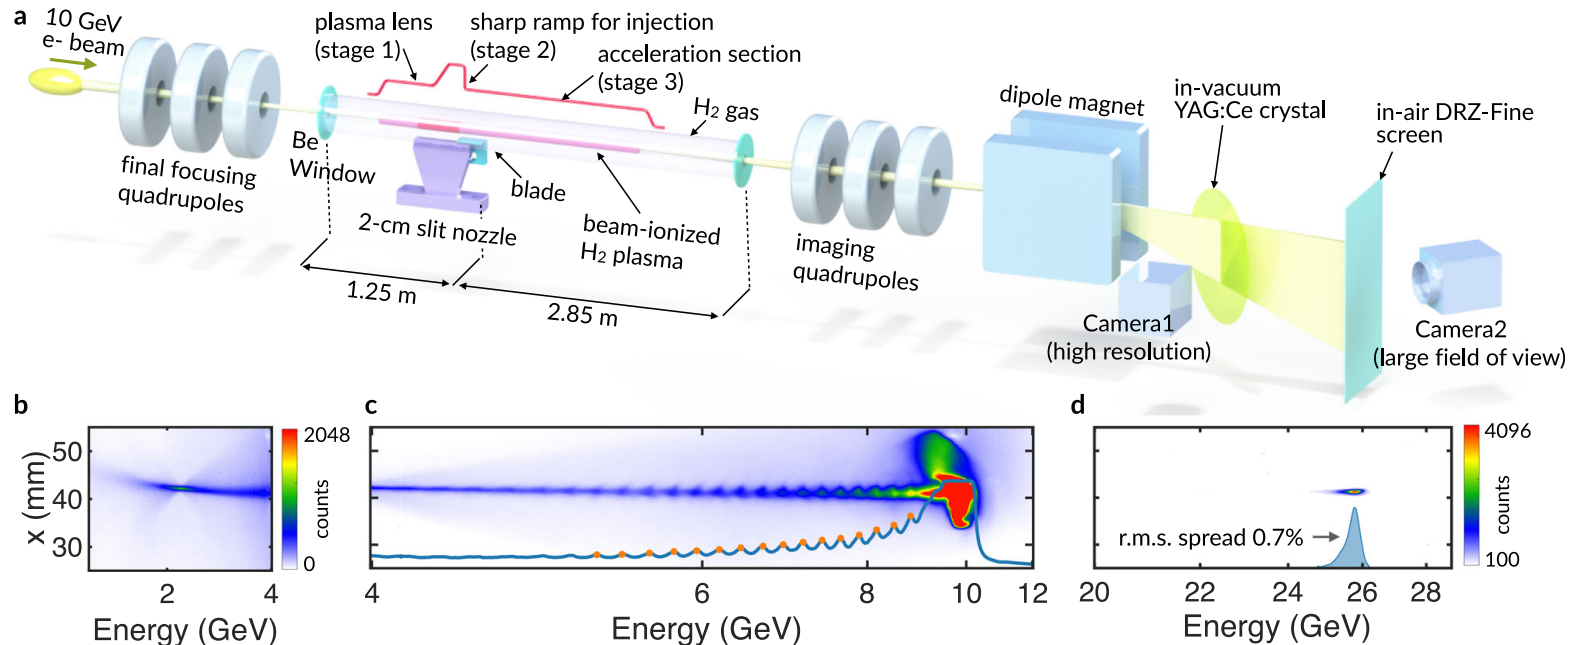 a
10 GeV
e- beam
plasma lens
(stage 1)
sharp ramp for injection
(stage 2)
acceleration section
(stage 3)
H₂ gas
dipole magnet
in-vacuum
YAG:Ce crystal
in-air DRZ-Fine
screen
final focusing
quadrupoles
Be
Window
blade
2-cm slit nozzle
beam-ionized
H₂ plasma
imaging
quadrupoles
1.25 m
2.85 m
Camera1
(high resolution)
Camera2
(large field of view)
b
50
40
30
x (mm)
2 4
Energy (GeV)
2048
0
counts
c
4 6 8 10 12
Energy (GeV)
d
r.m.s. spread 0.7%
20 22 24 26 28
Energy (GeV)
4096
100
counts